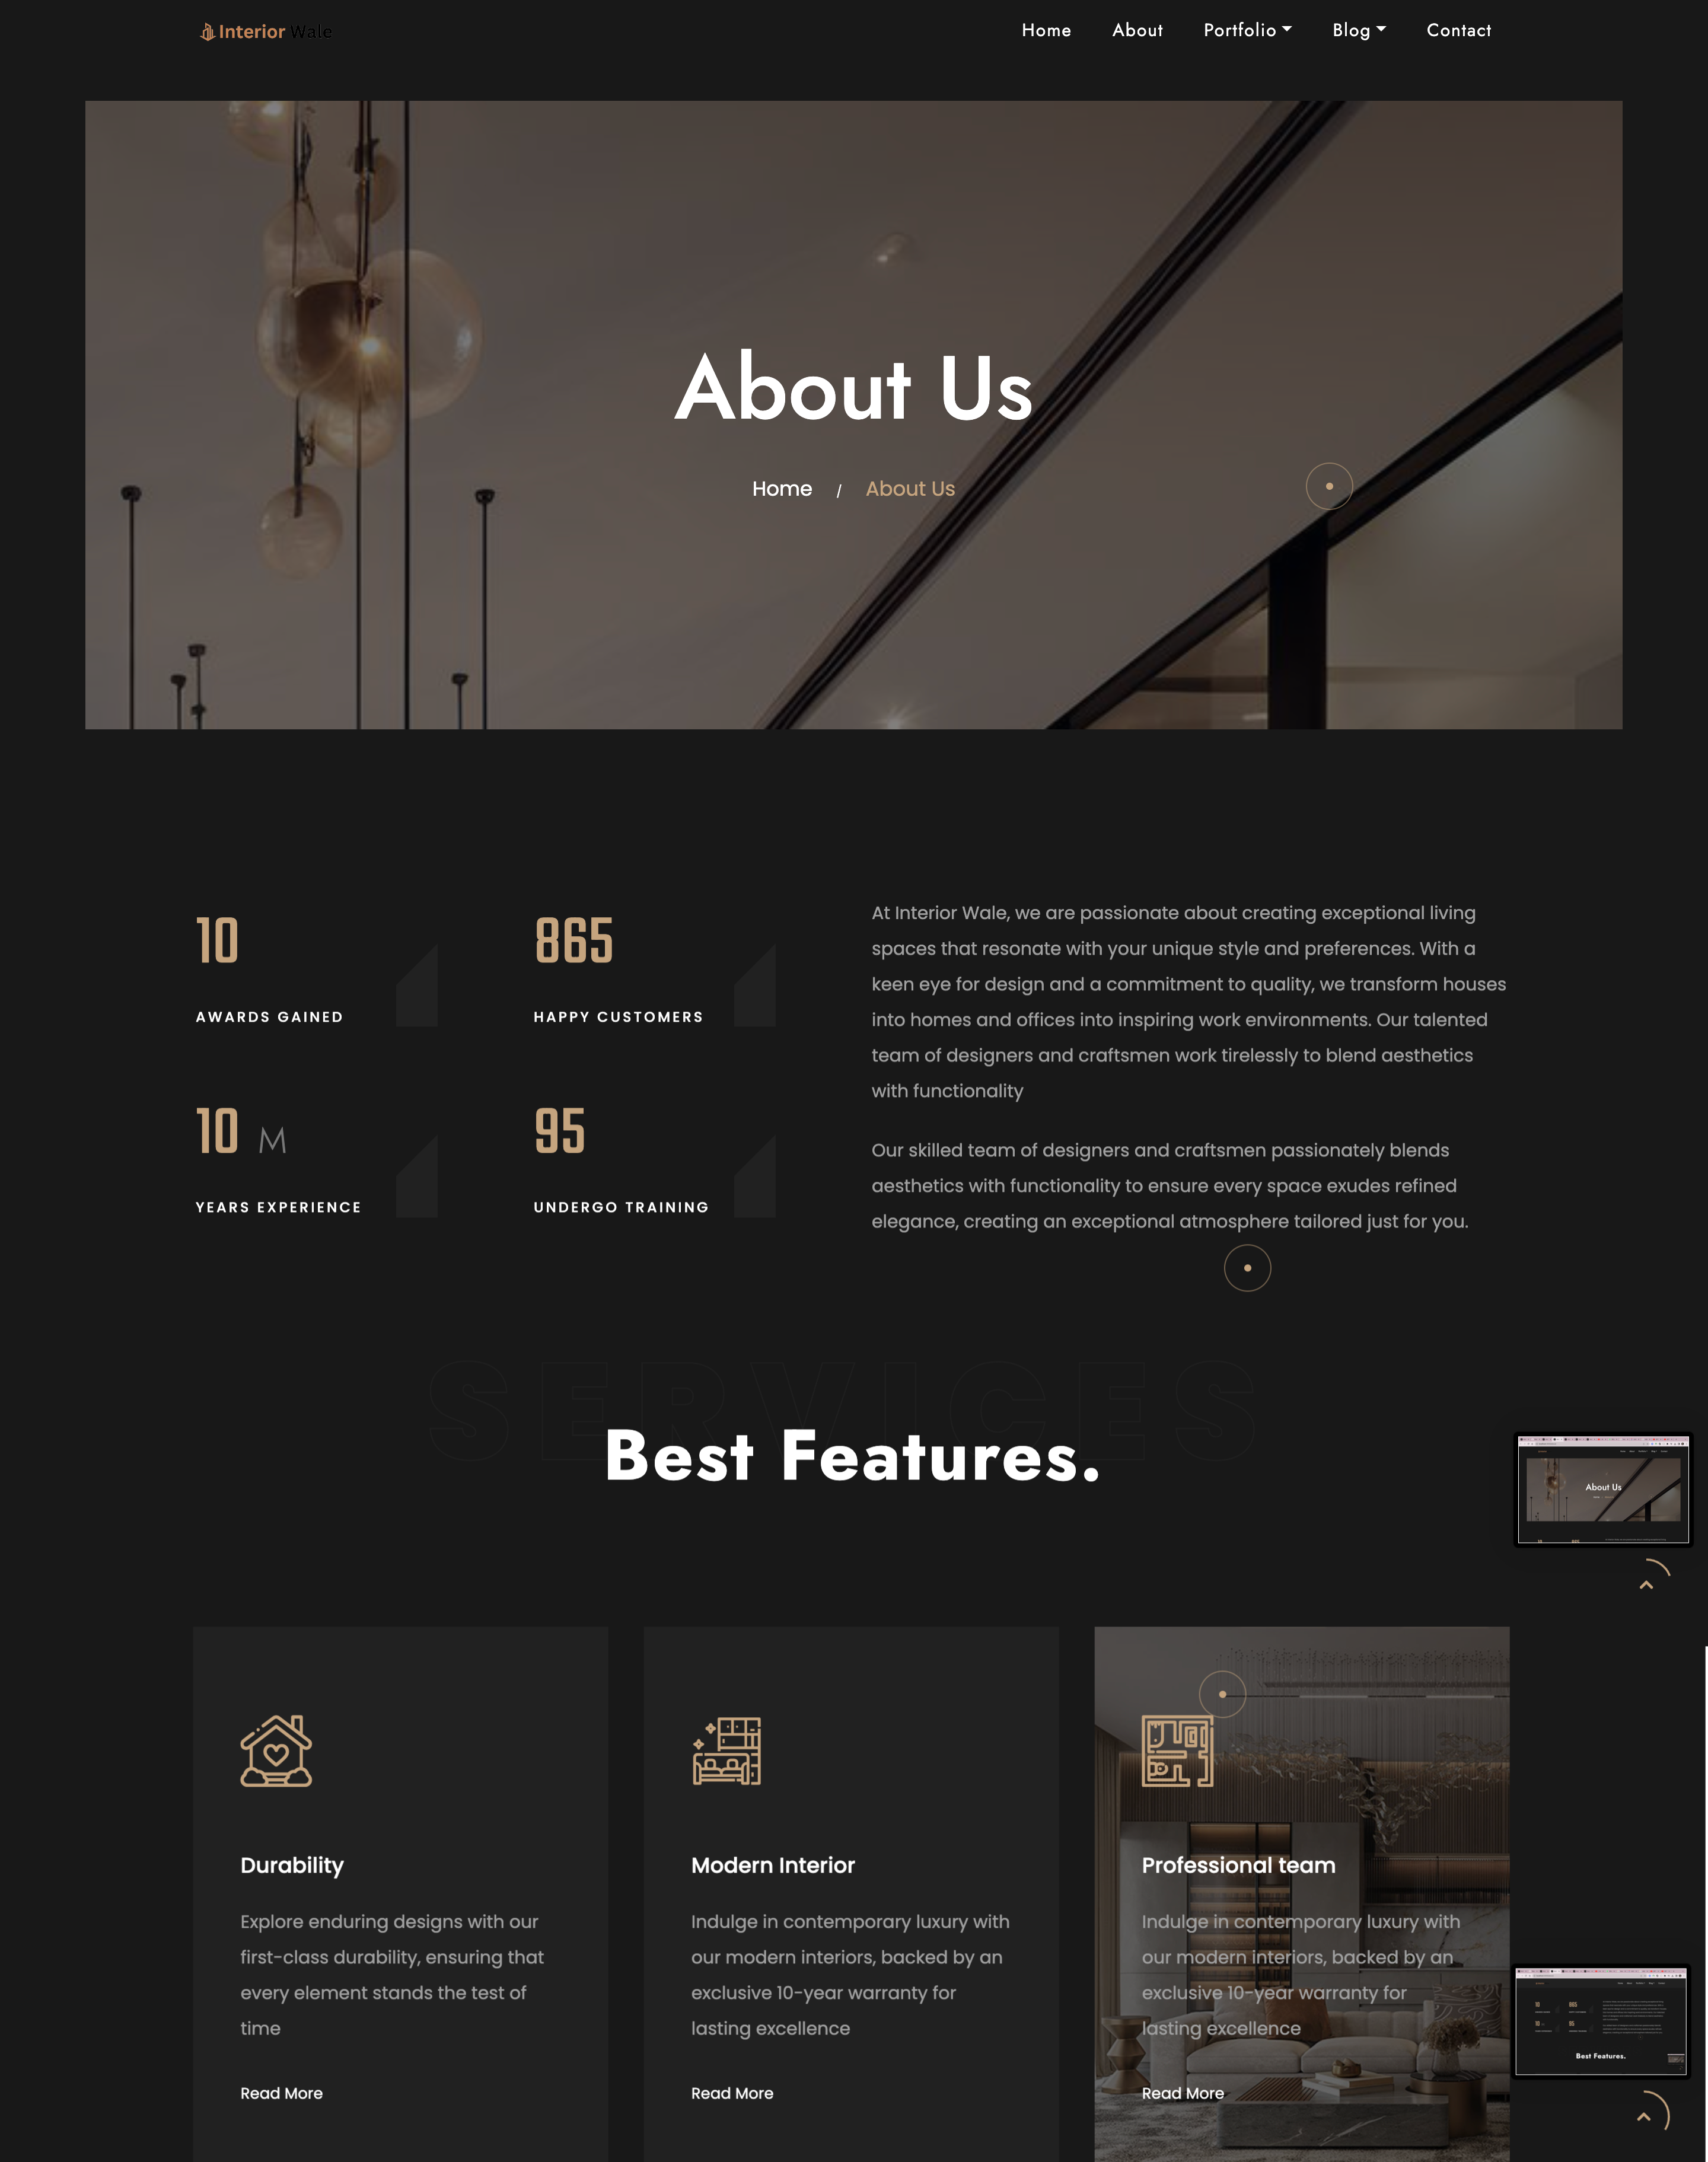 Interior Wale
Home About Portfolio Blog Contact
About Us
Home / About Us
10
AWARDS GAINED
865
HAPPY CUSTOMERS
10 M
YEARS EXPERIENCE
95
UNDERGO TRAINING
At Interior Wale, we are passionate about creating exceptional living
spaces that resonate with your unique style and preferences. With a
keen eye for design and a commitment to quality, we transform houses
into homes and offices into inspiring work environments. Our talented
team of designers and craftsmen work tirelessly to blend aesthetics
with functionality
Our skilled team of designers and craftsmen passionately blends
aesthetics with functionality to ensure every space exudes refined
elegance, creating an exceptional atmosphere tailored just for you.
SERVICES
Best Features.
About Us
Durability
Explore enduring designs with our
first-class durability, ensuring that
every element stands the test of
time
Read More
Modern Interior
Indulge in contemporary luxury with
our modern interiors, backed by an
exclusive 10-year warranty for
lasting excellence
Read More
Professional team
Indulge in contemporary luxury with
our modern interiors, backed by an
exclusive 10-year warranty for
lasting excellence
Read More
10
865
10
95
Best Features.